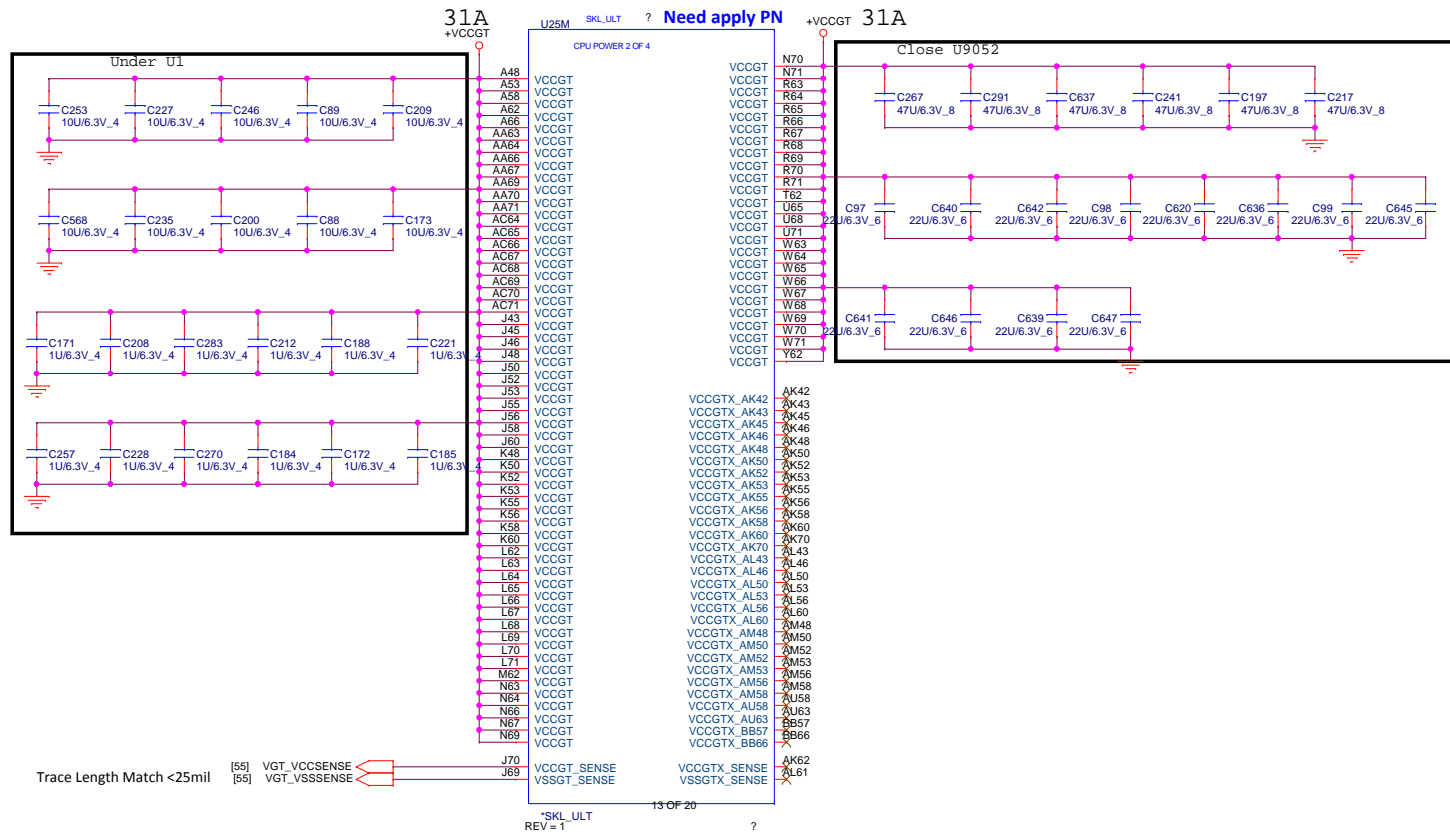 31A
+VCCGT
U25M
SKL_ULT
?
Need apply PN
+VCCGT
31A
CPU POWER 2 OF 4
Under U1
C253
10U/6.3V_4
C227
10U/6.3V_4
C246
10U/6.3V_4
C89
10U/6.3V_4
C209
10U/6.3V_4
C568
10U/6.3V_4
C235
10U/6.3V_4
C200
10U/6.3V_4
C88
10U/6.3V_4
C173
10U/6.3V_4
C171
1U/6.3V_4
C208
1U/6.3V_4
C283
1U/6.3V_4
C212
1U/6.3V_4
C188
1U/6.3V_4
C221
1U/6.3V_4
C257
1U/6.3V_4
C228
1U/6.3V_4
C270
1U/6.3V_4
C184
1U/6.3V_4
C172
1U/6.3V_4
C185
1U/6.3V_4
A48 VCCGT
A53 VCCGT
A58 VCCGT
A62 VCCGT
A66 VCCGT
AA63 VCCGT
AA64 VCCGT
AA66 VCCGT
AA67 VCCGT
AA69 VCCGT
AA70 VCCGT
AA71 VCCGT
AC64 VCCGT
AC65 VCCGT
AC66 VCCGT
AC67 VCCGT
AC68 VCCGT
AC69 VCCGT
AC70 VCCGT
AC71 VCCGT
J43 VCCGT
J45 VCCGT
J46 VCCGT
J48 VCCGT
J50 VCCGT
J52 VCCGT
J53 VCCGT
J55 VCCGT
J56 VCCGT
J58 VCCGT
J60 VCCGT
K48 VCCGT
K50 VCCGT
K52 VCCGT
K53 VCCGT
K55 VCCGT
K56 VCCGT
K58 VCCGT
K60 VCCGT
L62 VCCGT
L63 VCCGT
L64 VCCGT
L65 VCCGT
L66 VCCGT
L67 VCCGT
L68 VCCGT
L69 VCCGT
L70 VCCGT
L71 VCCGT
M62 VCCGT
N63 VCCGT
N64 VCCGT
N66 VCCGT
N67 VCCGT
N69 VCCGT
Trace Length Match <25mil
[55] VGT_VCCSENSE J70 VCCGT_SENSE
[55] VGT_VSSSENSE J69 VSSGT_SENSE
VCCGT N70
VCCGT N71
VCCGT R63
VCCGT R64
VCCGT R65
VCCGT R66
VCCGT R67
VCCGT R68
VCCGT R69
VCCGT R70
VCCGT R71
VCCGT T62
VCCGT U65
VCCGT U68
VCCGT U71
VCCGT W63
VCCGT W64
VCCGT W65
VCCGT W66
VCCGT W67
VCCGT W68
VCCGT W69
VCCGT W70
VCCGT W71
VCCGT Y62
VCCGTX_AK42 AK42
VCCGTX_AK43 AK43
VCCGTX_AK45 AK45
VCCGTX_AK46 AK46
VCCGTX_AK48 AK48
VCCGTX_AK50 AK50
VCCGTX_AK52 AK52
VCCGTX_AK53 AK53
VCCGTX_AK55 AK55
VCCGTX_AK56 AK56
VCCGTX_AK58 AK58
VCCGTX_AK60 AK60
VCCGTX_AK70 AK70
VCCGTX_AL43 AL43
VCCGTX_AL46 AL46
VCCGTX_AL50 AL50
VCCGTX_AL53 AL53
VCCGTX_AL56 AL56
VCCGTX_AL60 AL60
VCCGTX_AM48 AM48
VCCGTX_AM50 AM50
VCCGTX_AM52 AM52
VCCGTX_AM53 AM53
VCCGTX_AM56 AM56
VCCGTX_AM58 AM58
VCCGTX_AU58 AU58
VCCGTX_AU63 AU63
VCCGTX_BB57 BB57
VCCGTX_BB66 BB66
VCCGTX_SENSE AK62
VSSGTX_SENSE AL61
Close U9052
C267
47U/6.3V_8
C291
47U/6.3V_8
C637
47U/6.3V_8
C241
47U/6.3V_8
C197
47U/6.3V_8
C217
47U/6.3V_8
C97
22U/6.3V_6
C640
22U/6.3V_6
C642
22U/6.3V_6
C98
22U/6.3V_6
C620
22U/6.3V_6
C636
22U/6.3V_6
C99
22U/6.3V_6
C645
22U/6.3V_6
C641
22U/6.3V_6
C646
22U/6.3V_6
C639
22U/6.3V_6
C647
22U/6.3V_6
13 OF 20
*SKL_ULT
REV = 1
?